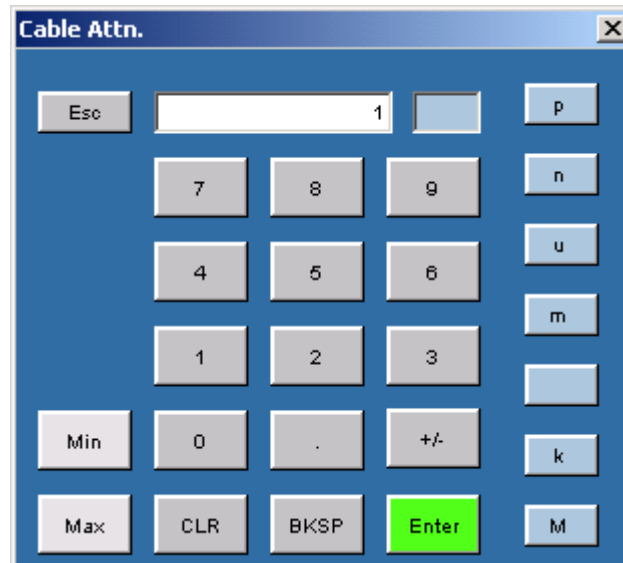 Cable Attn.
Esc 1 p
7 8 9 n
4 5 6 u
m
1 2 3
Min 0 . +/- k
Max CLR BKSP Enter M